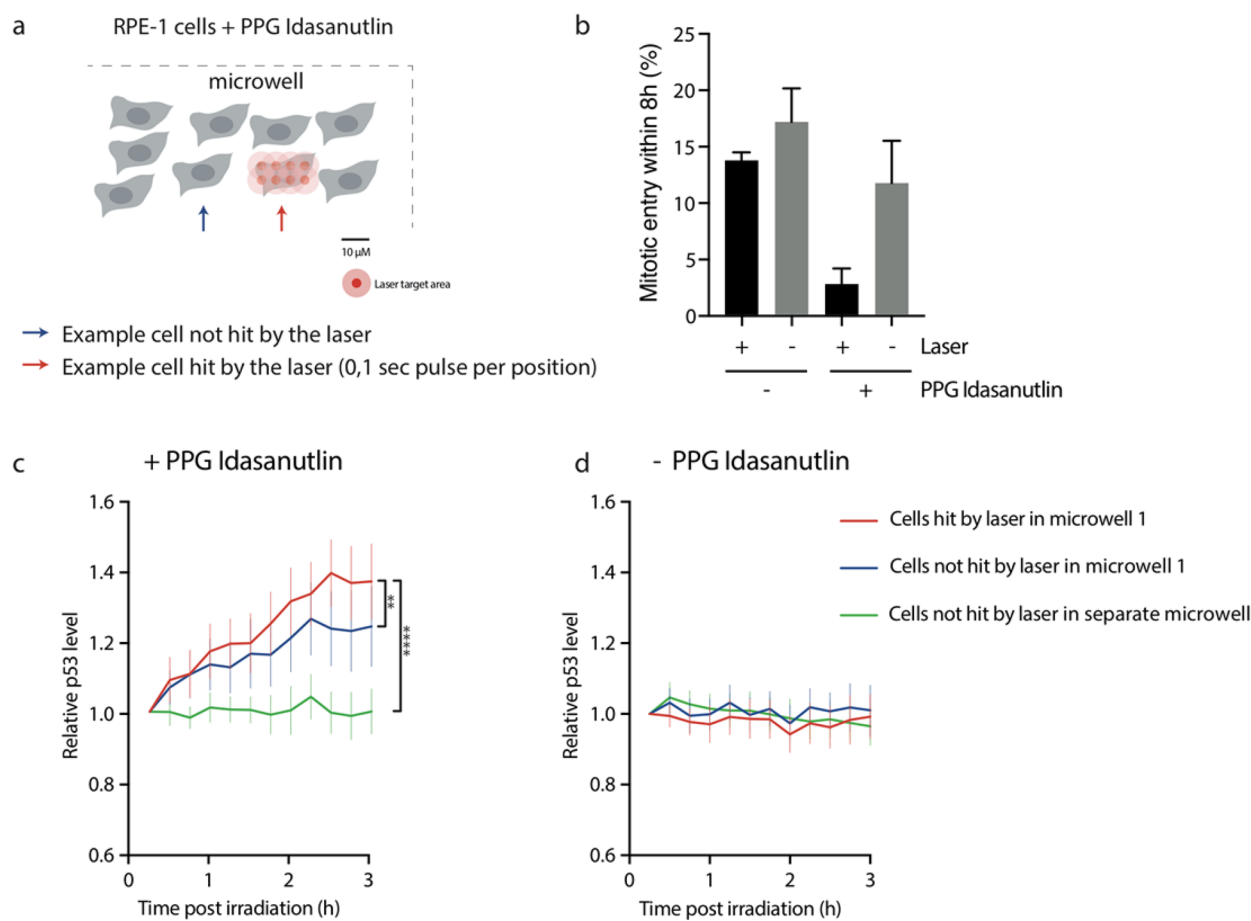 a
RPE-1 cells + PPG Idasanutlin
microwell
10 µM
Laser target area
Example cell not hit by the laser
Example cell hit by the laser (0,1 sec pulse per position)
b
Mitotic entry within 8h (%)
25
20
15
10
5
0
+ - + - Laser
- + PPG Idasanutlin
c
+ PPG Idasanutlin
Relative p53 level
1.6
1.4
1.2
1.0
0.8
0.6
**
****
0 1 2 3
Time post irradiation (h)
d
- PPG Idasanutlin
Relative p53 level
1.6
1.4
1.2
1.0
0.8
0.6
0 1 2 3
Time post irradiation (h)
Cells hit by laser in microwell 1
Cells not hit by laser in microwell 1
Cells not hit by laser in separate microwell